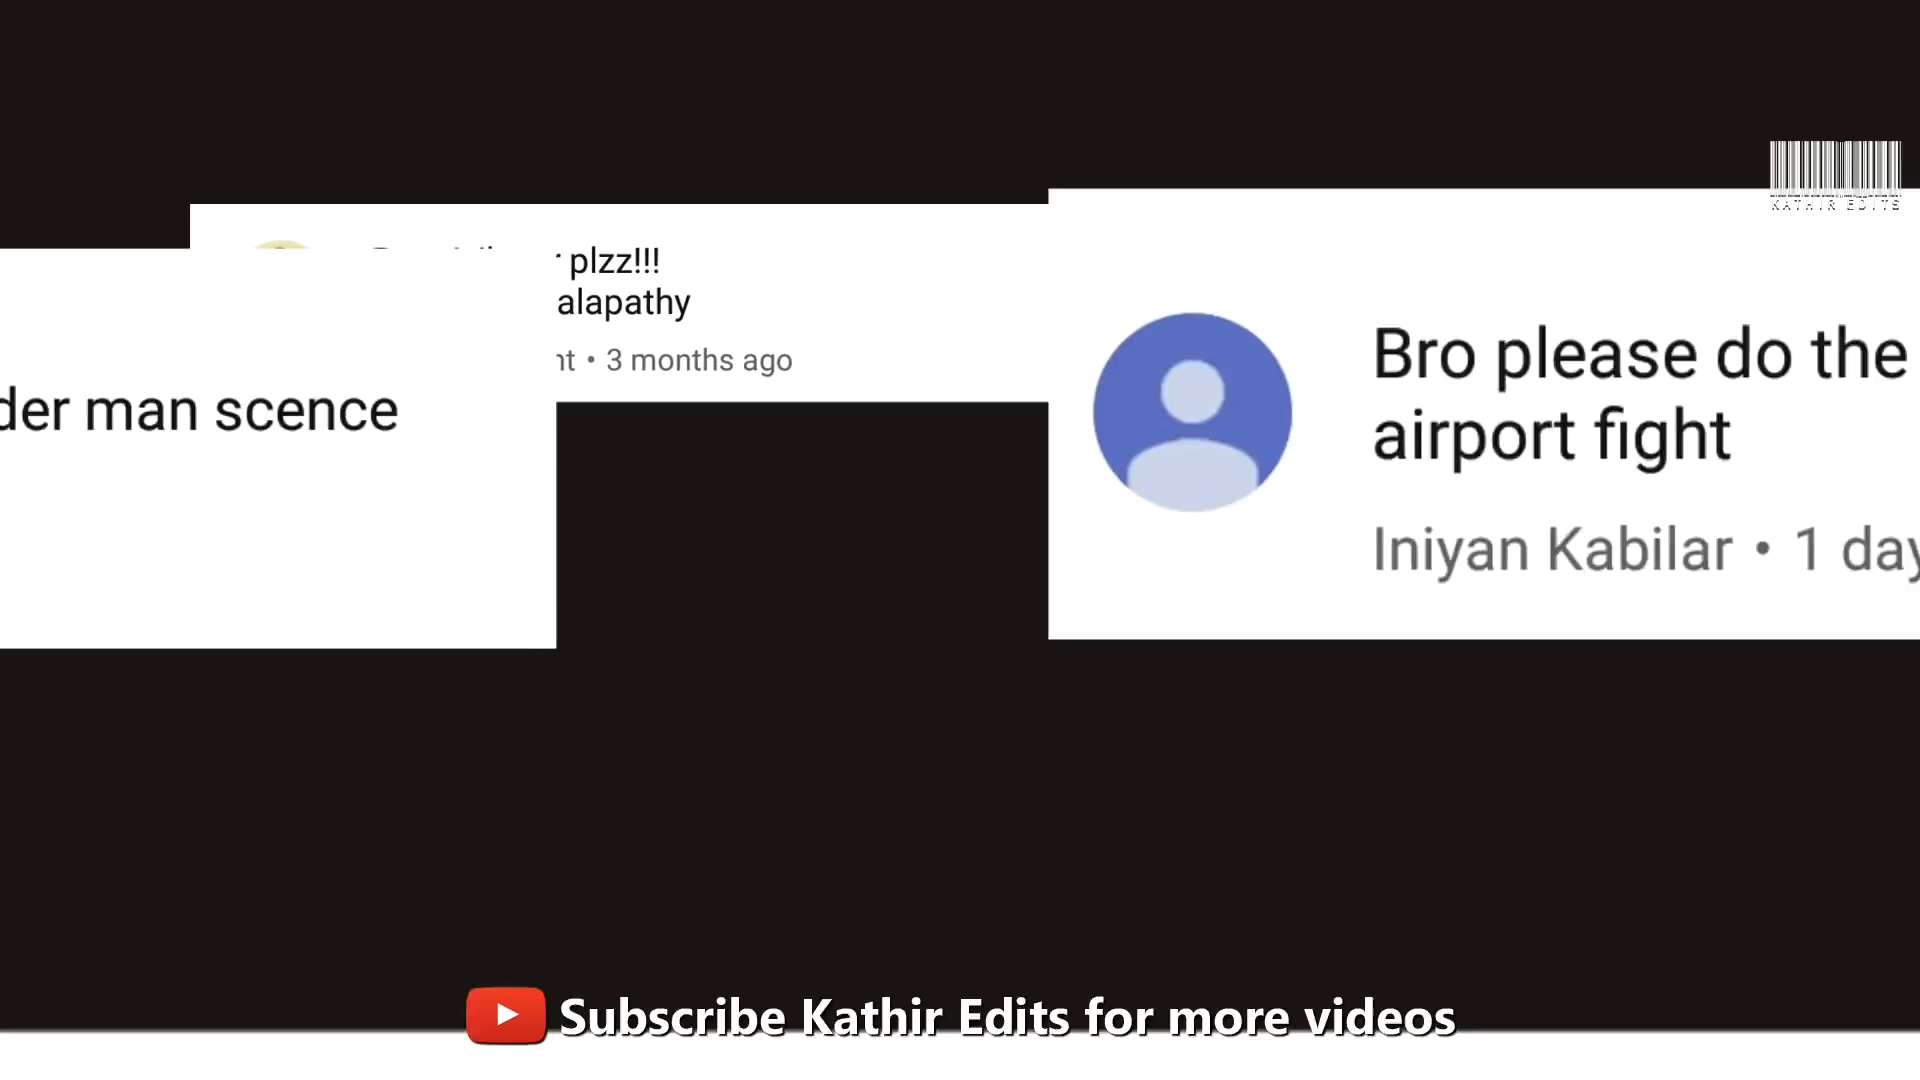 plzz!!!
alapathy
nt • 3 months ago
der man scence
Bro please do the
airport fight
Iniyan Kabilar • 1 day
KATHIR EDITS
Subscribe Kathir Edits for more videos